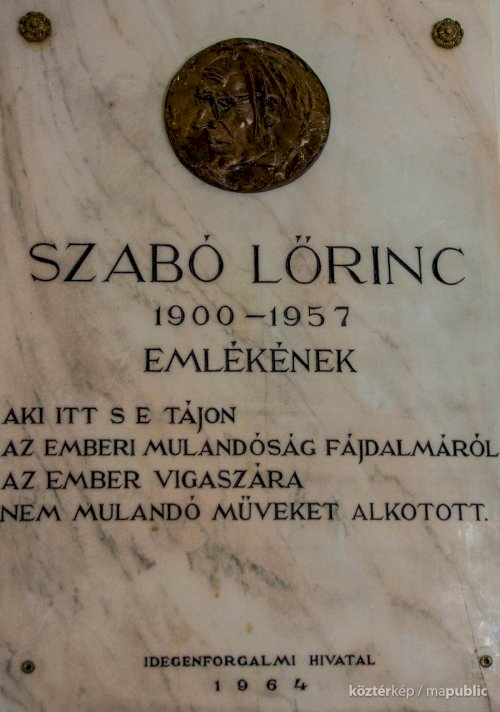 SZABÓ LŐRINC
1900-1957
EMLÉKÉNEK
AKI ITT S E TÁJON
AZ EMBERI MULANDÓSÁG FÁJDALMÁRÓL
AZ EMBER VIGASZÁRA
NEM MULANDÓ MŰVEKET ALKOTOTT.
IDEGENFORGALMI HIVATAL
1964
köztérkép / mapublic